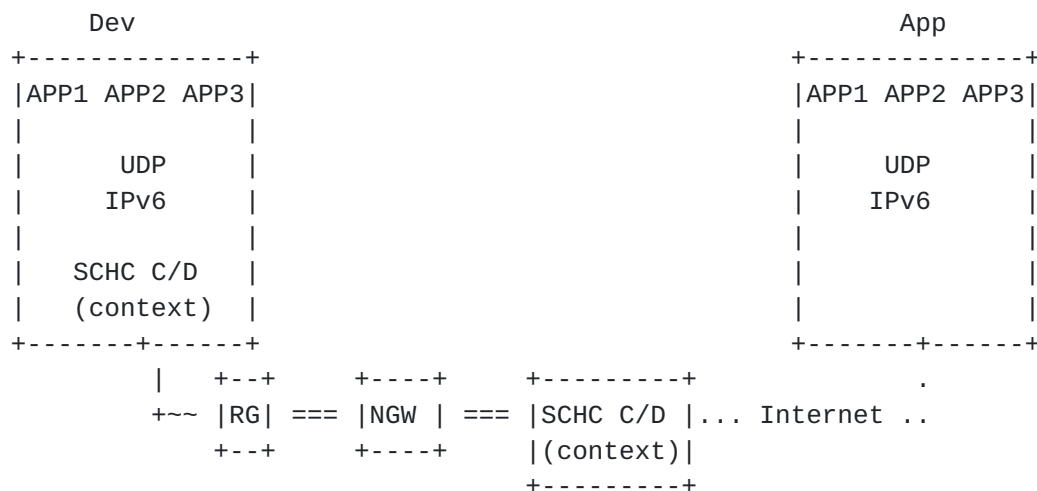 Dev App
APP1 APP2 APP3 APP1 APP2 APP3
UDP UDP
IPv6 IPv6
SCHC C/D
(context)
+~~ |RG| === |NGW | === |SCHC C/D |... Internet ..
|(context)|